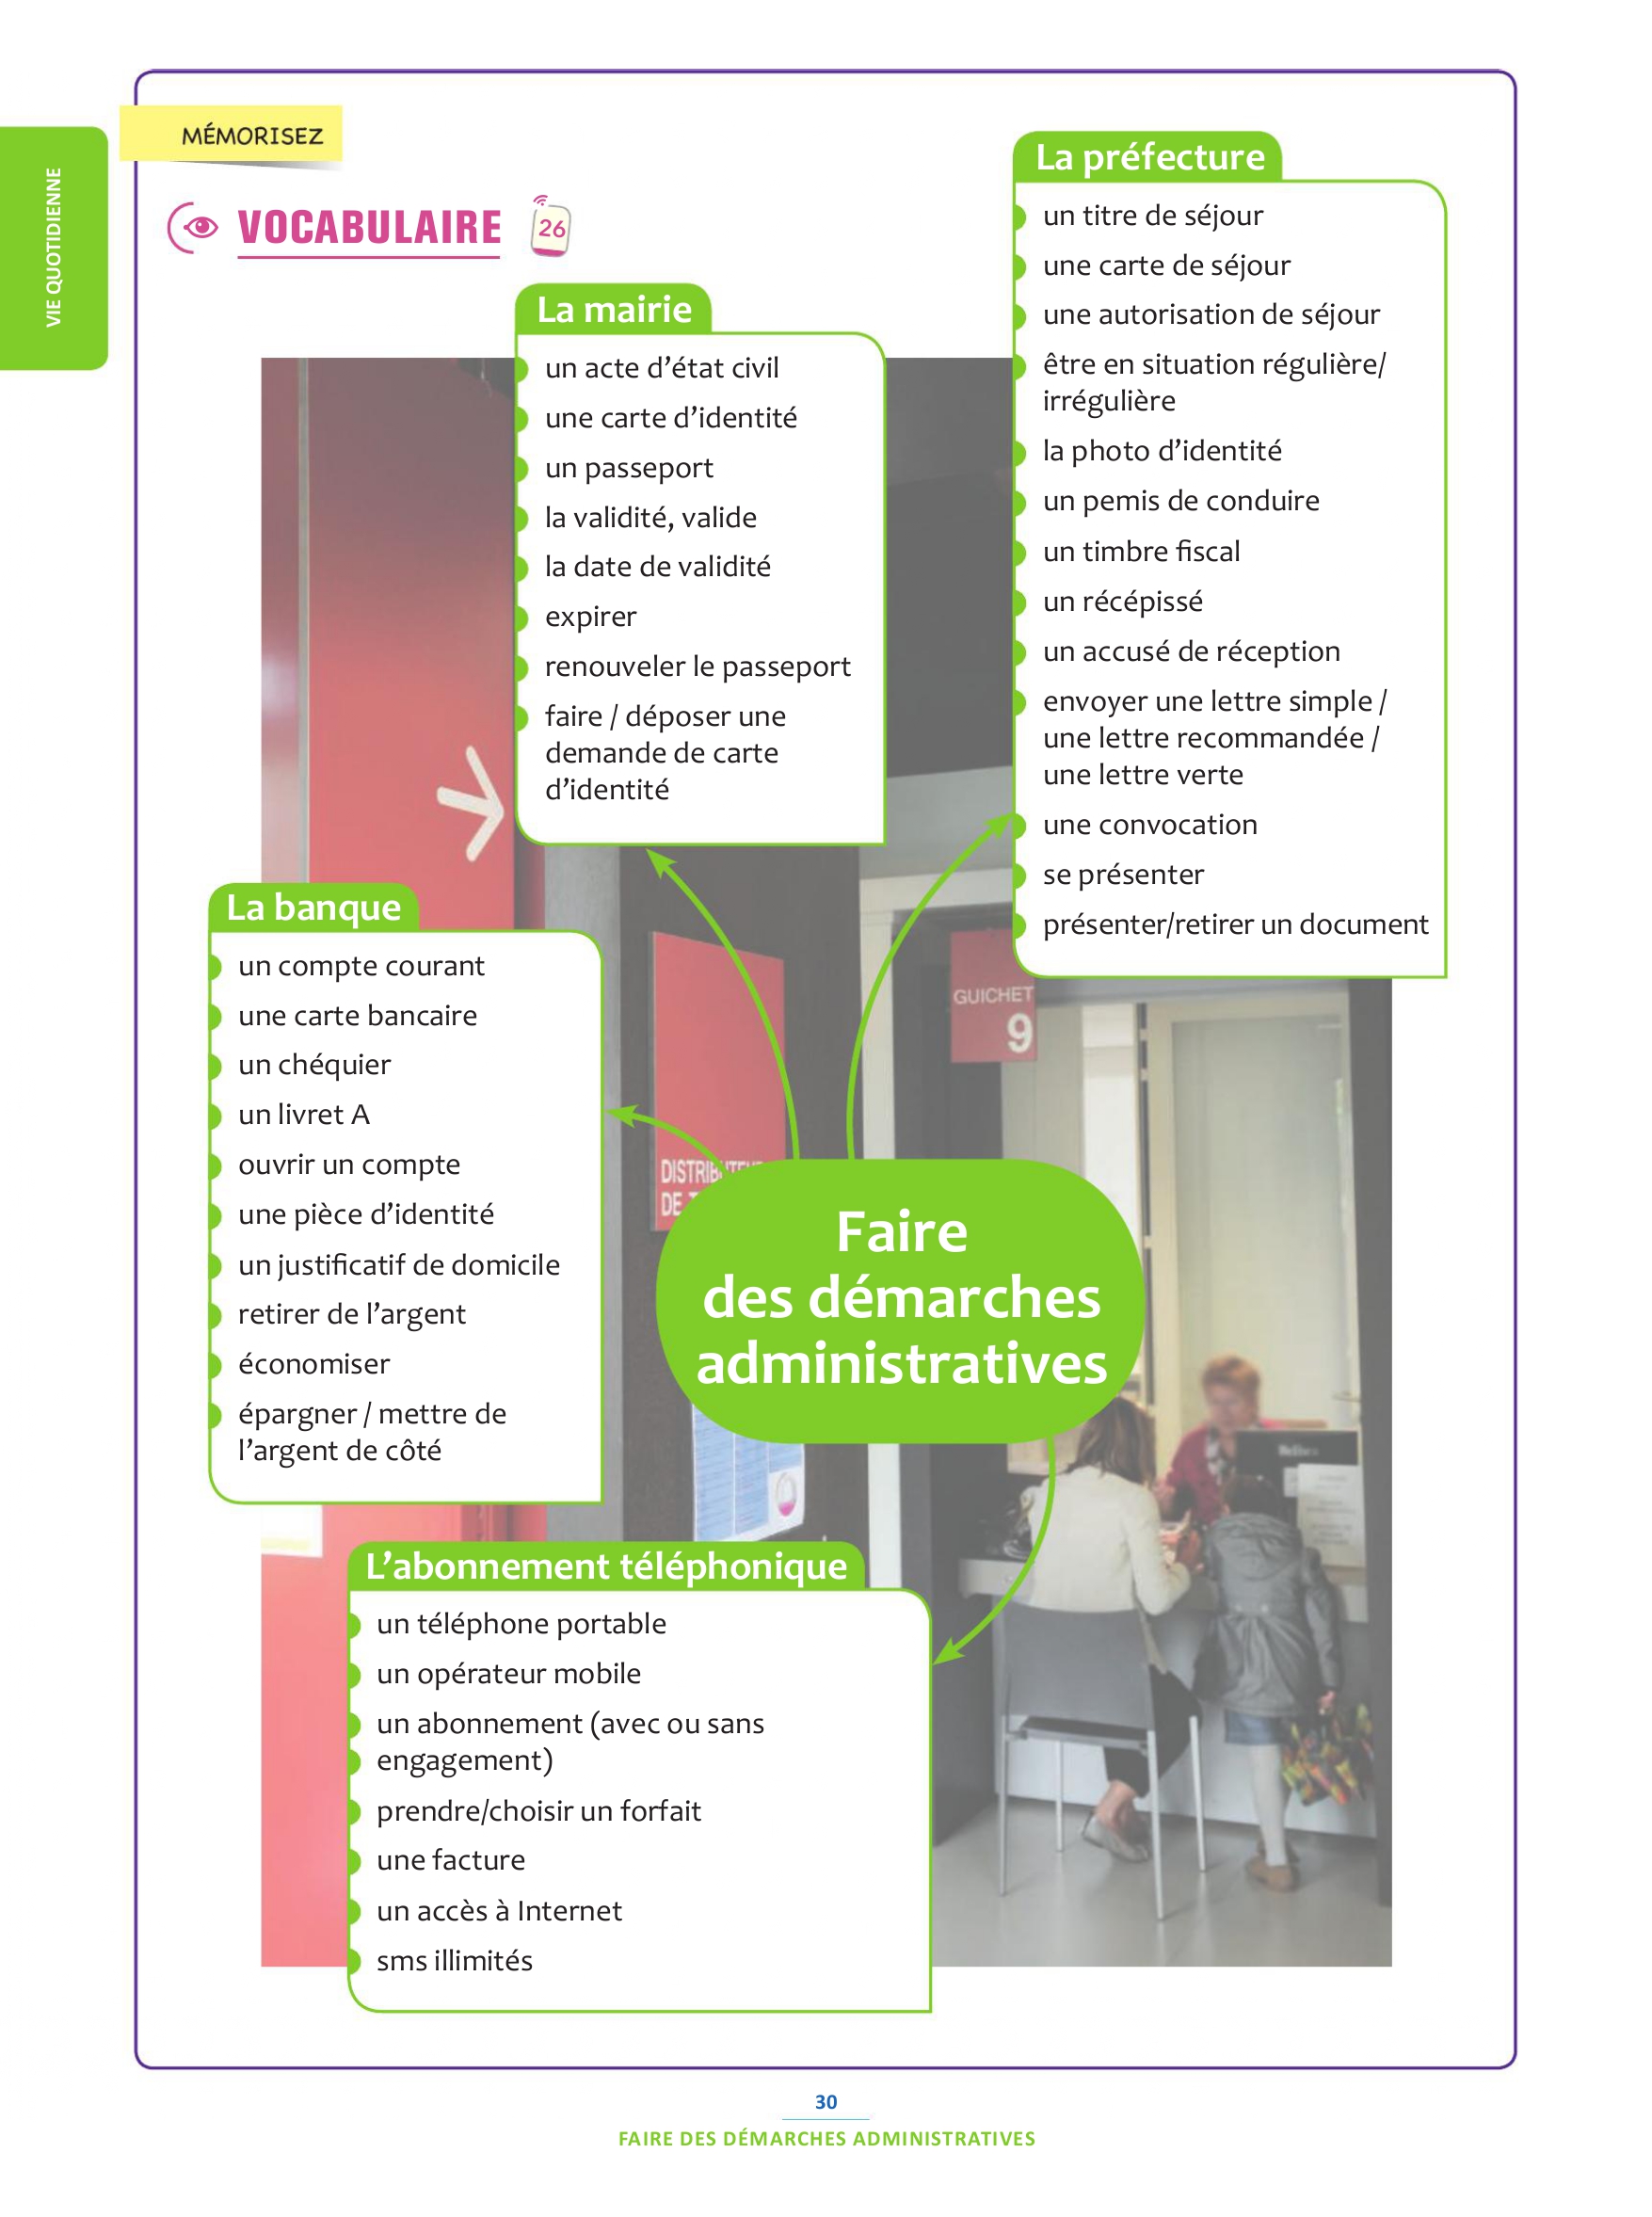 VIE QUOTIDIENNE
MÉMORISEZ
VOCABULAIRE
26
La mairie
un acte d’état civil
une carte d’identité
un passeport
la validité, valide
la date de validité
expirer
renouveler le passeport
faire / déposer une
demande de carte
d’identité
La préfecture
un titre de séjour
une carte de séjour
une autorisation de séjour
être en situation régulière/
irrégulière
la photo d’identité
un pemis de conduire
un timbre fiscal
un récépissé
un accusé de réception
envoyer une lettre simple /
une lettre recommandée /
une lettre verte
une convocation
se présenter
présenter/retirer un document
La banque
un compte courant
une carte bancaire
un chéquier
un livret A
ouvrir un compte
une pièce d’identité
un justificatif de domicile
retirer de l’argent
économiser
épargner / mettre de
l’argent de côté
GUICHET
9
DE
Faire
des démarches
administratives
L’abonnement téléphonique
un téléphone portable
un opérateur mobile
un abonnement (avec ou sans
engagement)
prendre/choisir un forfait
une facture
un accès à Internet
sms illimités
30
FAIRE DES DÉMARCHES ADMINISTRATIVES